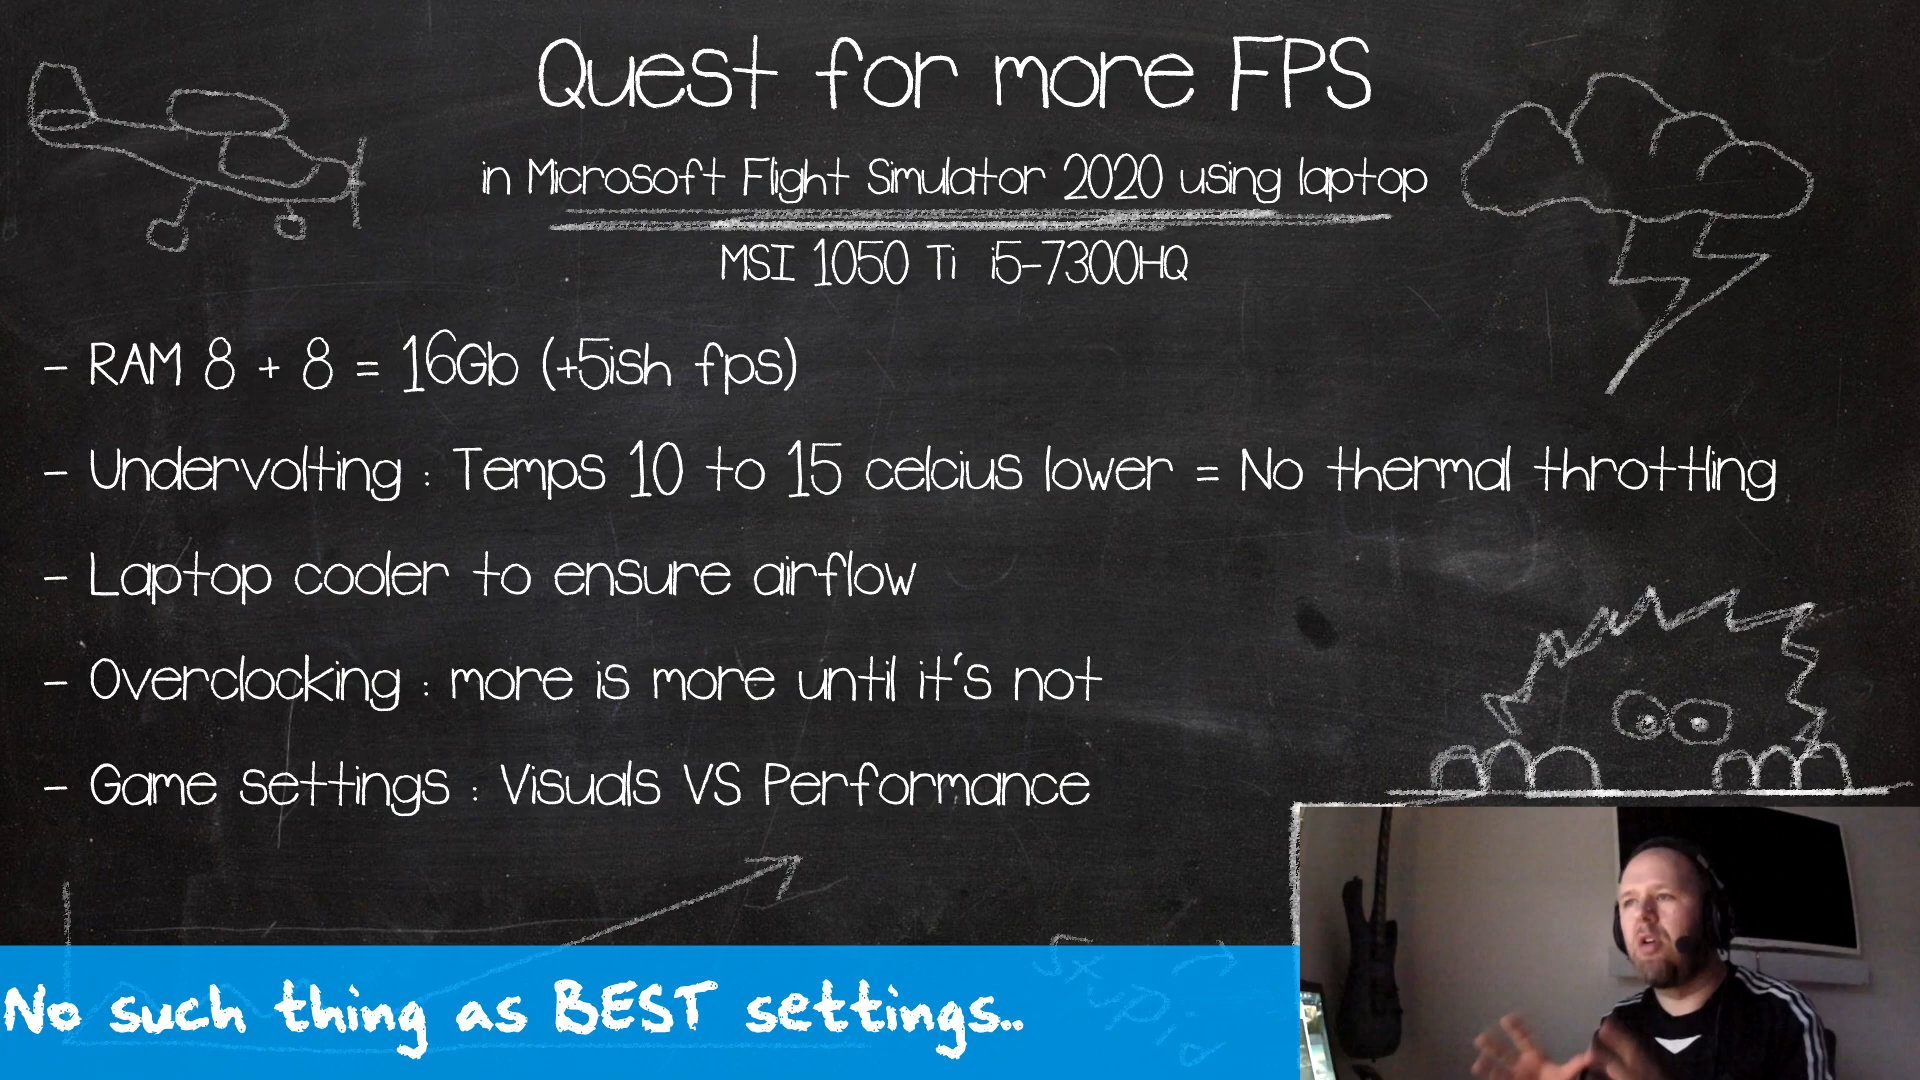 Quest for more FPS
in Microsoft Flight Simulator 2020 using laptop
MSI 1050 Ti i5-7300HQ
- RAM 8 + 8 = 16Gb (+5ish fps)
- Undervolting : Temps 10 to 15 celcius lower = No thermal throttling
- Laptop cooler to ensure airflow
- Overclocking : more is more until it's not
- Game settings : Visuals VS Performance
No such thing as BEST settings..